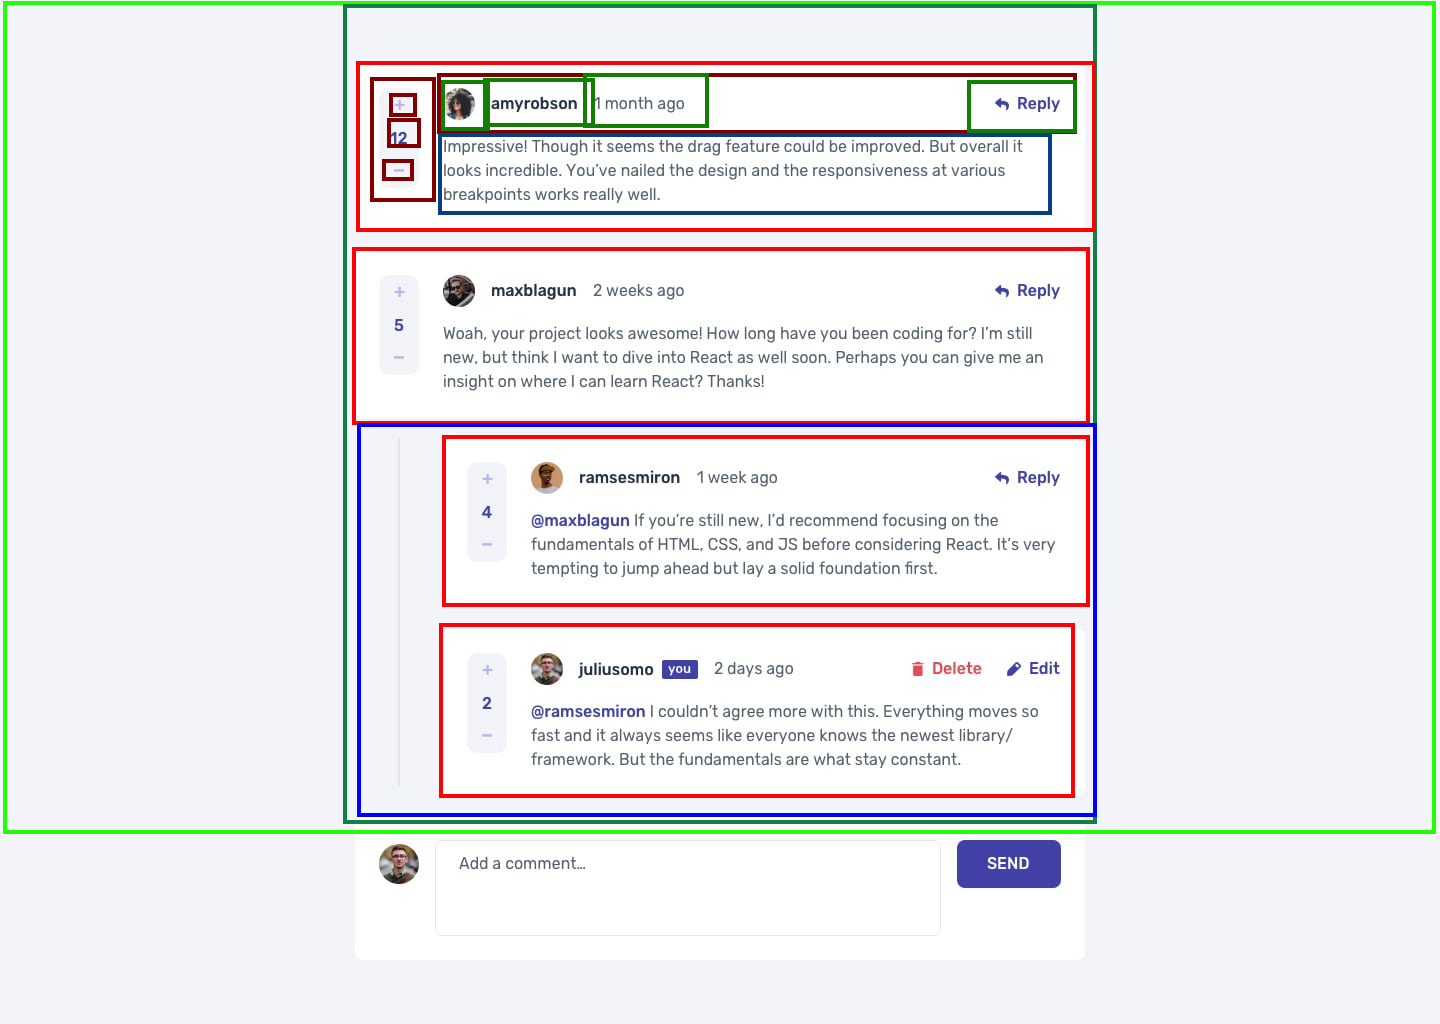 +
12
−
amyrobson 1 month ago Reply
Impressive! Though it seems the drag feature could be improved. But overall it
looks incredible. You’ve nailed the design and the responsiveness at various
breakpoints works really well.
+
5
−
maxblagun 2 weeks ago Reply
Woah, your project looks awesome! How long have you been coding for? I’m still
new, but think I want to dive into React as well soon. Perhaps you can give me an
insight on where I can learn React? Thanks!
+
4
−
ramsesmiron 1 week ago Reply
@maxblagun If you’re still new, I’d recommend focusing on the
fundamentals of HTML, CSS, and JS before considering React. It’s very
tempting to jump ahead but lay a solid foundation first.
+
2
−
juliusomo you 2 days ago Delete Edit
@ramsesmiron I couldn’t agree more with this. Everything moves so
fast and it always seems like everyone knows the newest library/
framework. But the fundamentals are what stay constant.
Add a comment… SEND